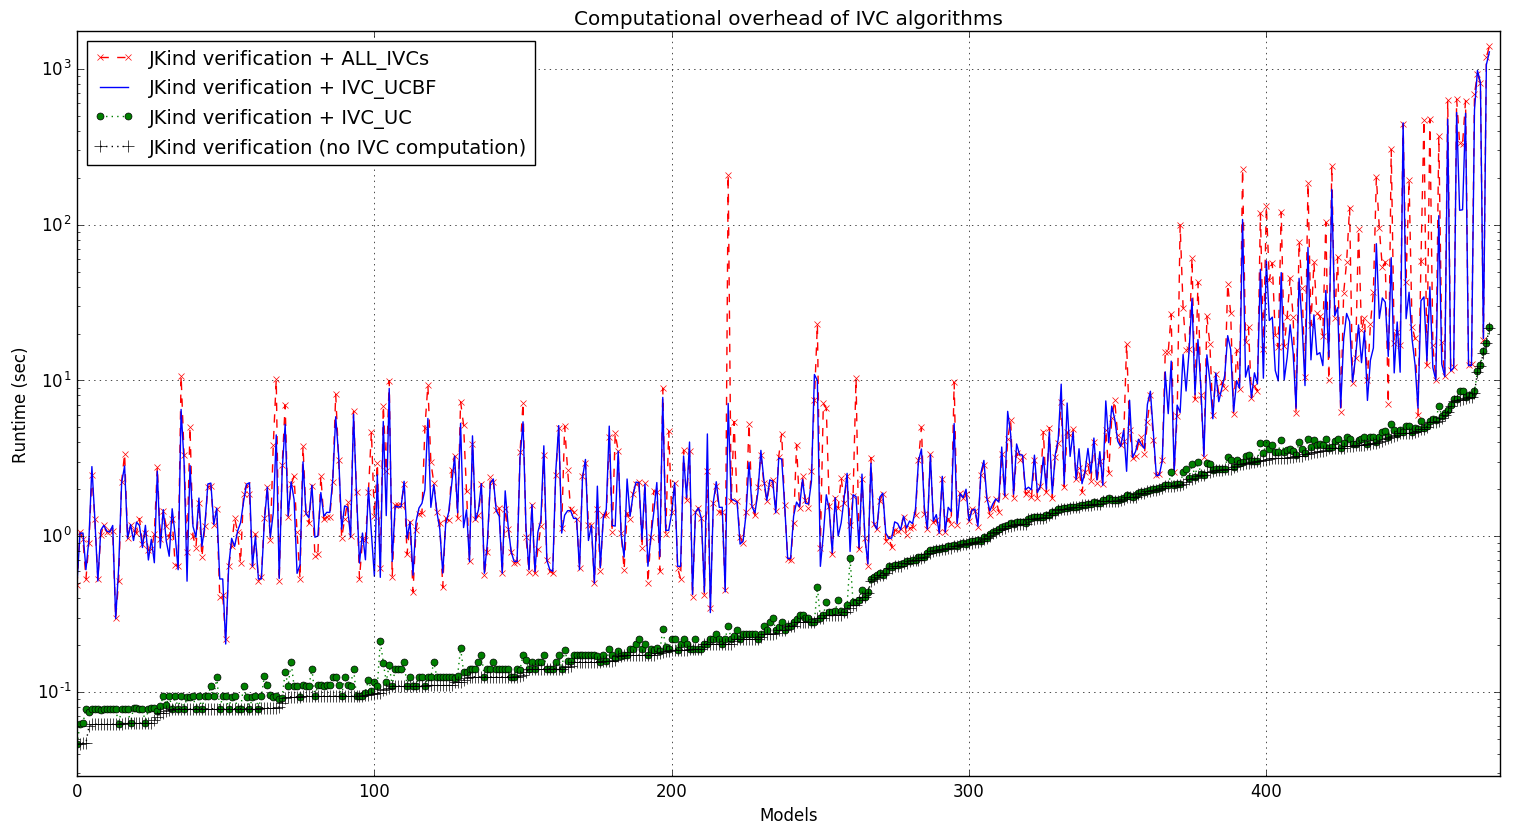 Computational overhead of IVC algorithms
JKind verification + ALL_IVCs
JKind verification + IVC_UCBF
JKind verification + IVC_UC
JKind verification (no IVC computation)
Runtime (sec)
10^3
10^2
10^1
10^0
10^-1
0 100 200 300 400
Models